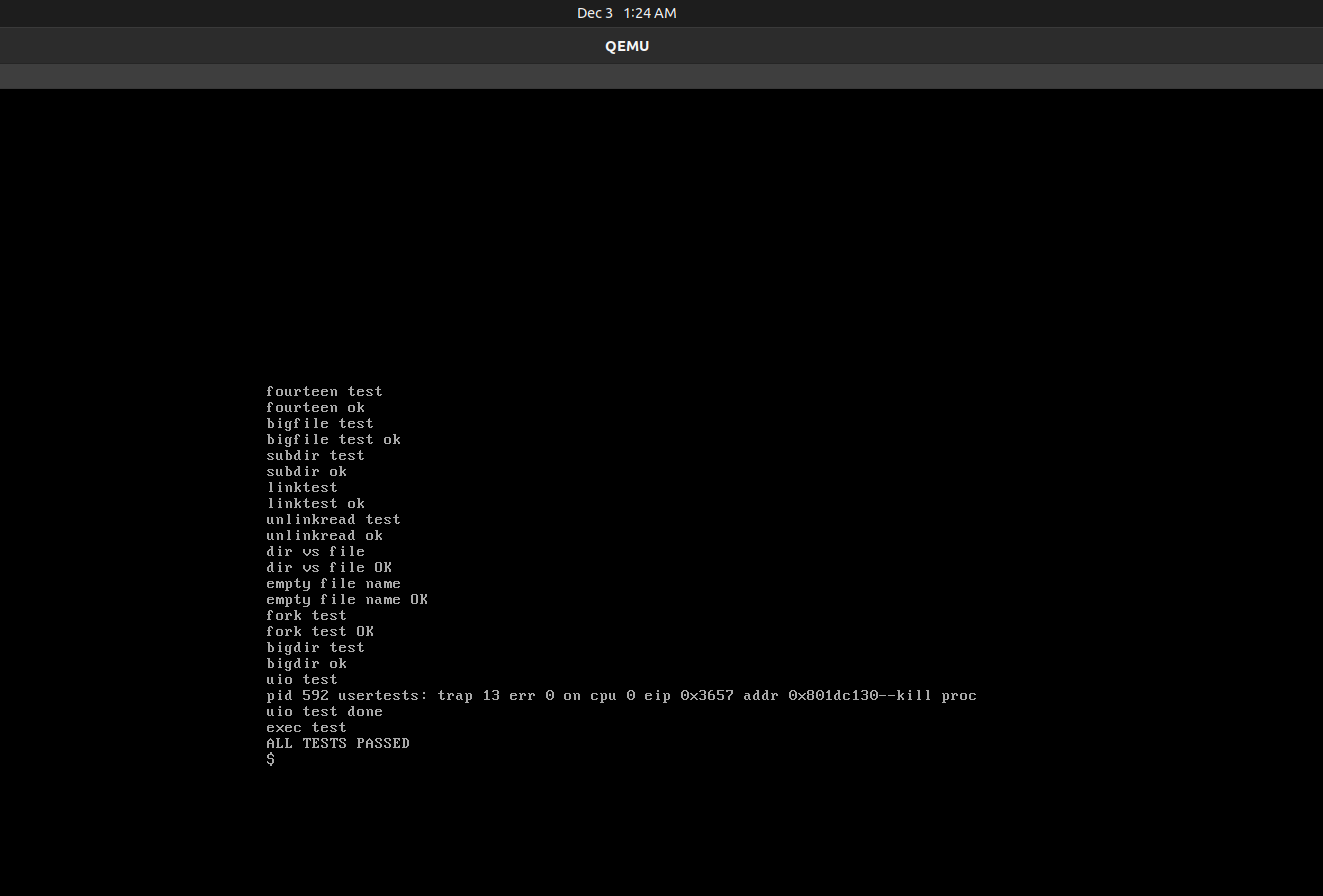 Dec 3 1:24 AM
QEMU
fourteen test
fourteen ok
bigfile test
bigfile test ok
subdir test
subdir ok
linktest
linktest ok
unlinkread test
unlinkread ok
dir vs file
dir vs file OK
empty file name
empty file name OK
fork test
fork test OK
bigdir test
bigdir ok
uio test
pid 592 usertests: trap 13 err 0 on cpu 0 eip 0x3657 addr 0x801dc130--kill proc
uio test done
exec test
ALL TESTS PASSED
$